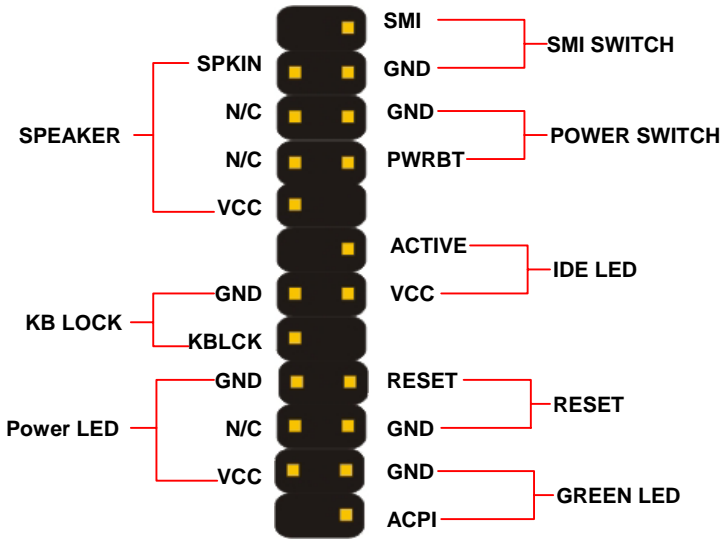 SMI
SMI SWITCH
SPKIN
GND
N/C
GND
SPEAKER
POWER SWITCH
N/C
PWRBT
VCC
ACTIVE
IDE LED
GND
VCC
KB LOCK
KBLCK
GND
RESET
RESET
Power LED
N/C
GND
VCC
GND
GREEN LED
ACPI